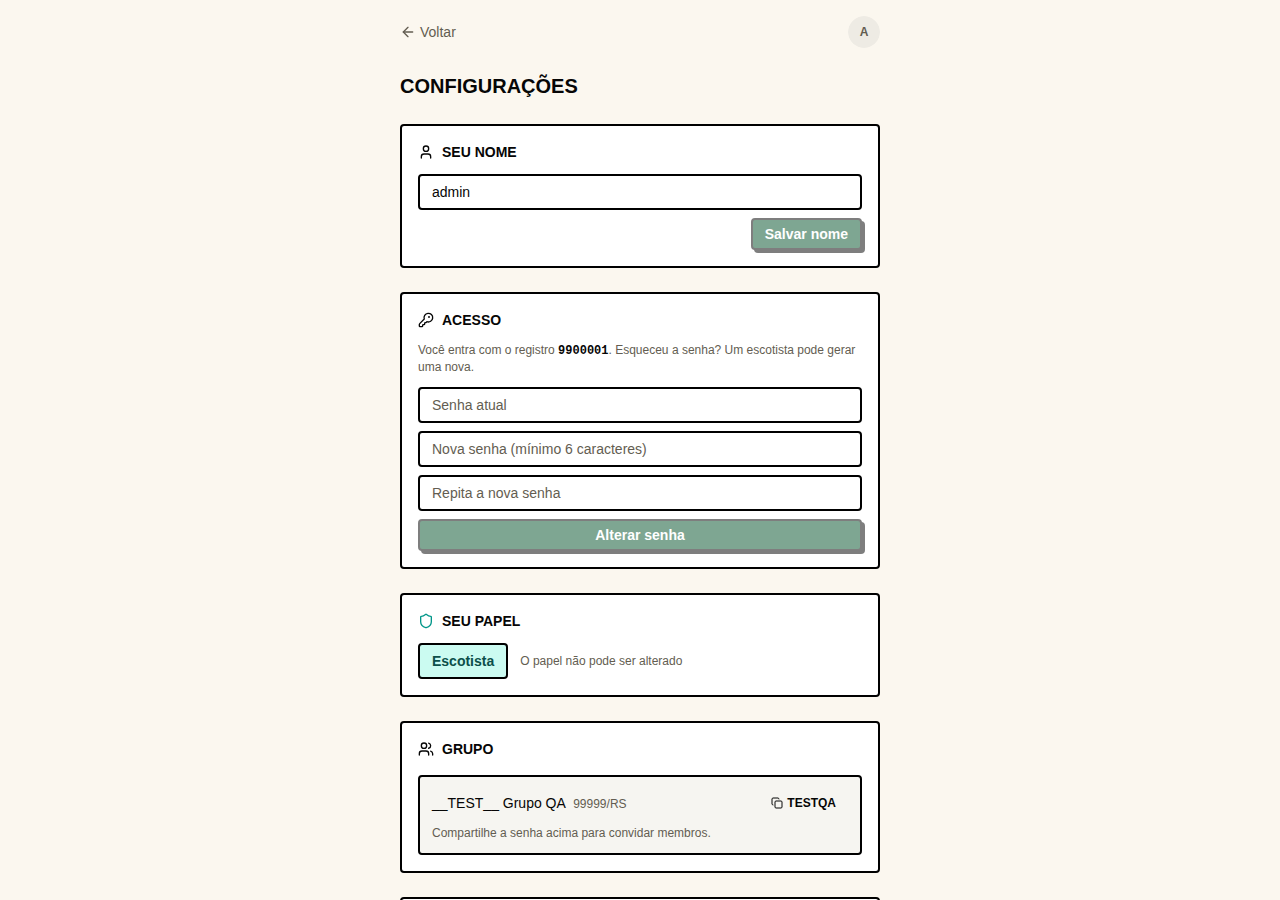 Voltar
A
CONFIGURAÇÕES
SEU NOME
admin
Salvar nome
ACESSO
Você entra com o registro 9900001. Esqueceu a senha? Um escotista pode gerar
uma nova.
Senha atual
Nova senha (mínimo 6 caracteres)
Repita a nova senha
Alterar senha
SEU PAPEL
Escotista O papel não pode ser alterado
GRUPO
__TEST__ Grupo QA 99999/RS TESTQA
Compartilhe a senha acima para convidar membros.